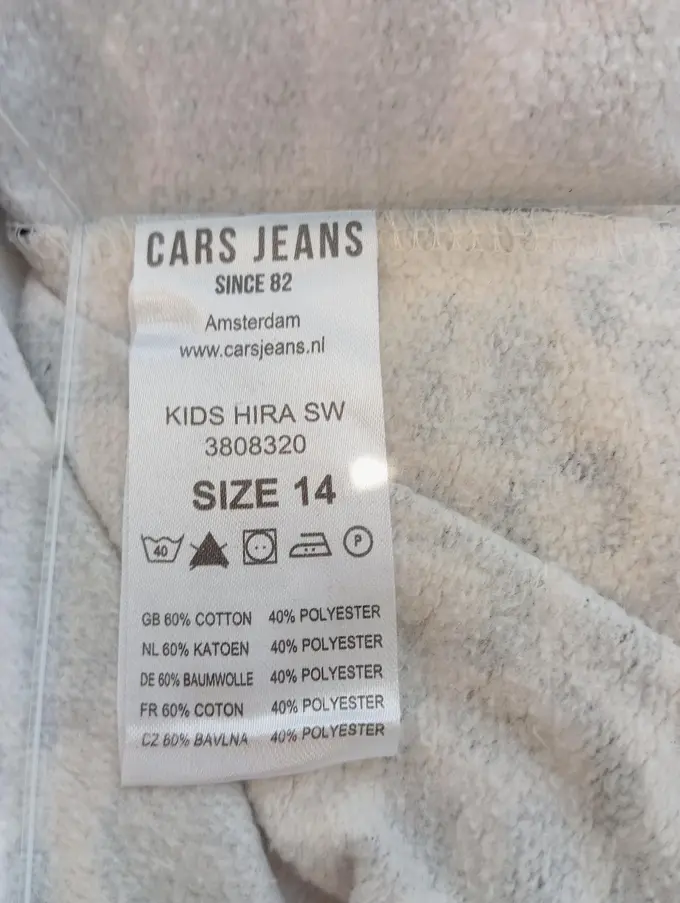 CARS JEANS
SINCE 82
Amsterdam
www.carsjeans.nl
KIDS HIRA SW
3808320
SIZE 14
40 P
GB 60% COTTON 40% POLYESTER
NL 60% KATOEN 40% POLYESTER
DE 60% BAUMWOLLE 40% POLYESTER
FR 60% COTON 40% POLYESTER
CZ 60% BAVLNA 40% POLYESTER